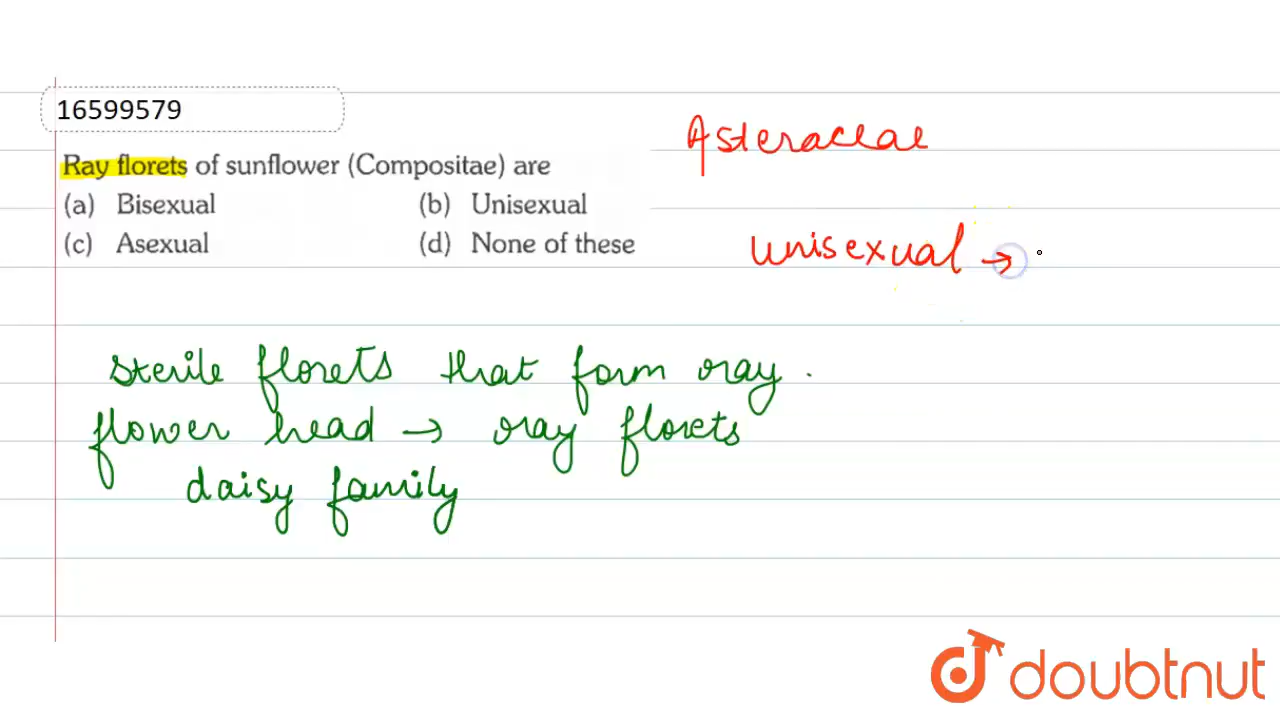 16599579
Ray florets of sunflower (Compositae) are
(a) Bisexual (b) Unisexual
(c) Asexual (d) None of these
Asteraceae
Unisexual →
sterile florets that form ray .
flower head → ray florets
daisy family
doubtnut